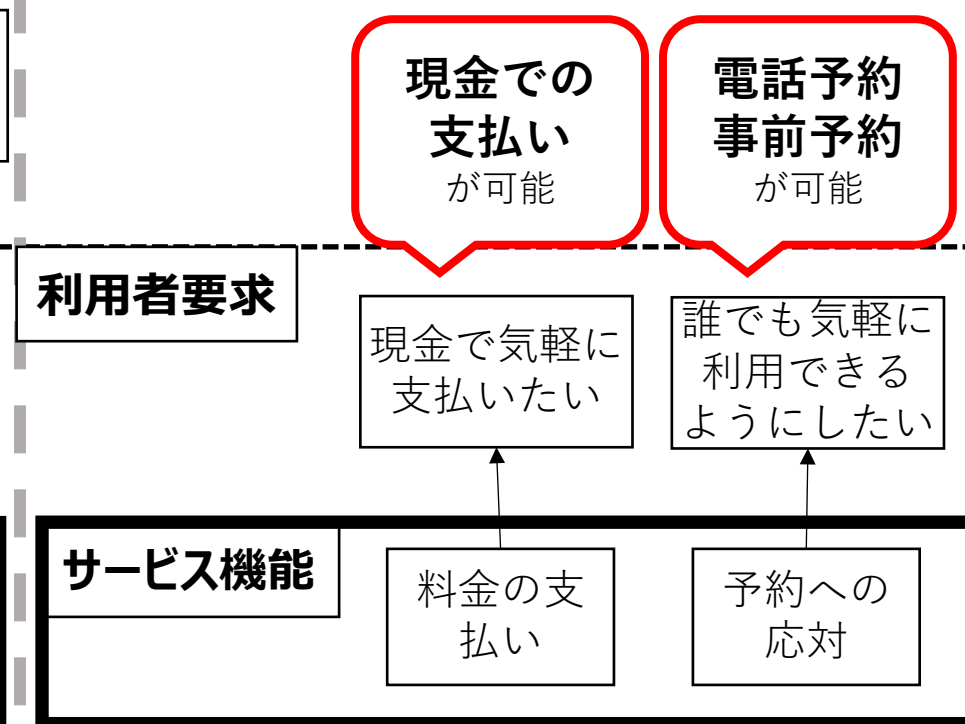 現金での
支払い
が可能
電話予約
事前予約
が可能
利用者要求
現金で気軽に
支払いたい
誰でも気軽に
利用できる
ようにしたい
サービス機能
料金の支
払い
予約への
応対